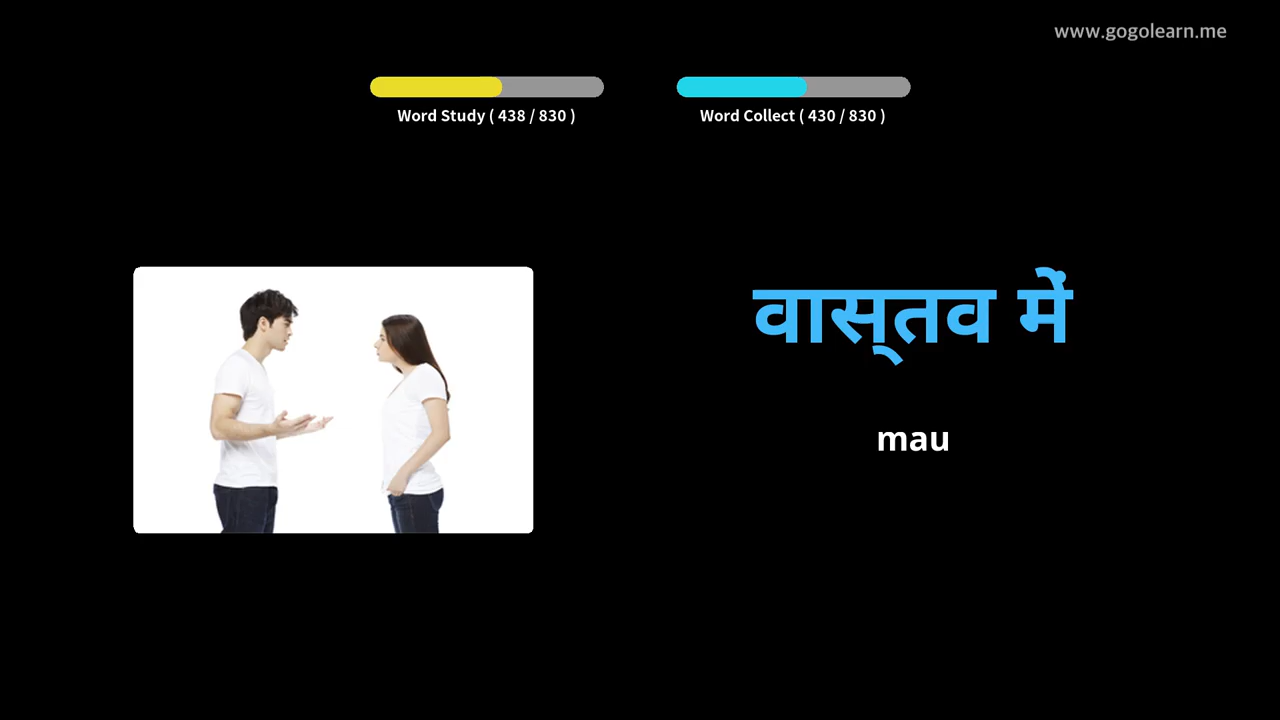 www.gogolearn.me
Word Study ( 438 / 830 )
Word Collect ( 430 / 830 )
वास्तव में
mau